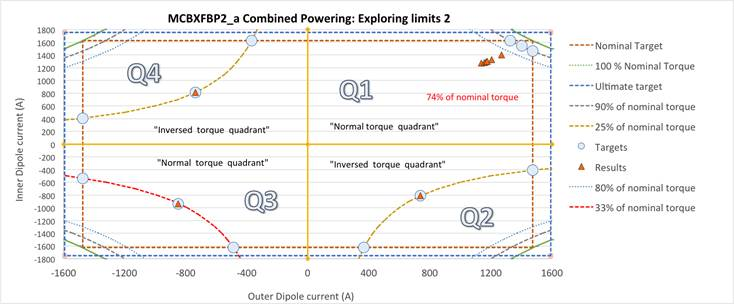 MCBXFBP2_a Combined Powering: Exploring limits 2
1800
1600
1400
1200
1000
800
600
400
200
0
-200
-400
-600
-800
-1000
-1200
-1400
-1600
-1800
Inner Dipole current (A)
-1600
-1200
-800
-400
0
400
800
1200
1600
Outer Dipole current (A)
Q4
Q1
74% of nominal torque
"Inversed torque quadrant"
"Normal torque quadrant"
"Normal torque quadrant"
"Inversed torque quadrant"
Q3
Q2
Nominal Target
100 % Nominal Torque
Ultimate target
90% of nominal torque
25% of nominal torque
Targets
Results
80% of nominal torque
33% of nominal torque